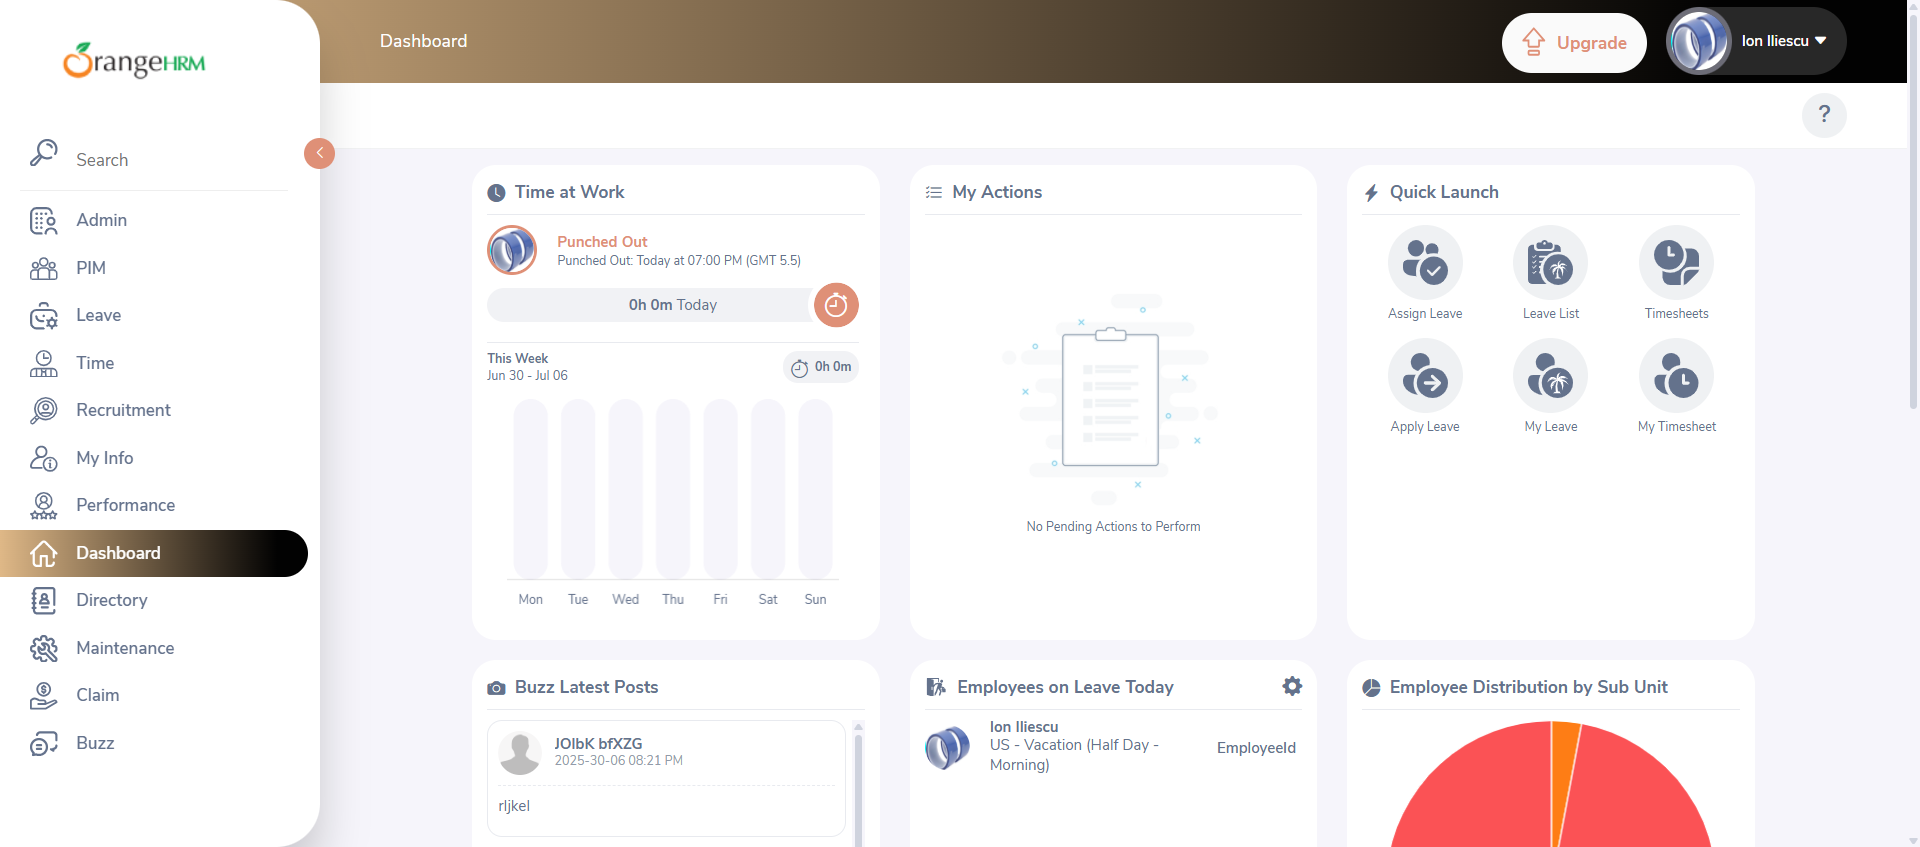 OrangeHRM
Dashboard
Upgrade
Ion Iliescu
?
Search
Admin
PIM
Leave
Time
Recruitment
My Info
Performance
Dashboard
Directory
Maintenance
Claim
Buzz
Time at Work
Punched Out
Punched Out: Today at 07:00 PM (GMT 5.5)
0h 0m Today
This Week
Jun 30 - Jul 06
0h 0m
Mon Tue Wed Thu Fri Sat Sun
My Actions
No Pending Actions to Perform
Quick Launch
Assign Leave
Leave List
Timesheets
Apply Leave
My Leave
My Timesheet
Buzz Latest Posts
JOlbK bfXZG
2025-30-06 08:21 PM
rljkel
Employees on Leave Today
Ion Iliescu
US - Vacation (Half Day -
Morning)
EmployeeId
Employee Distribution by Sub Unit